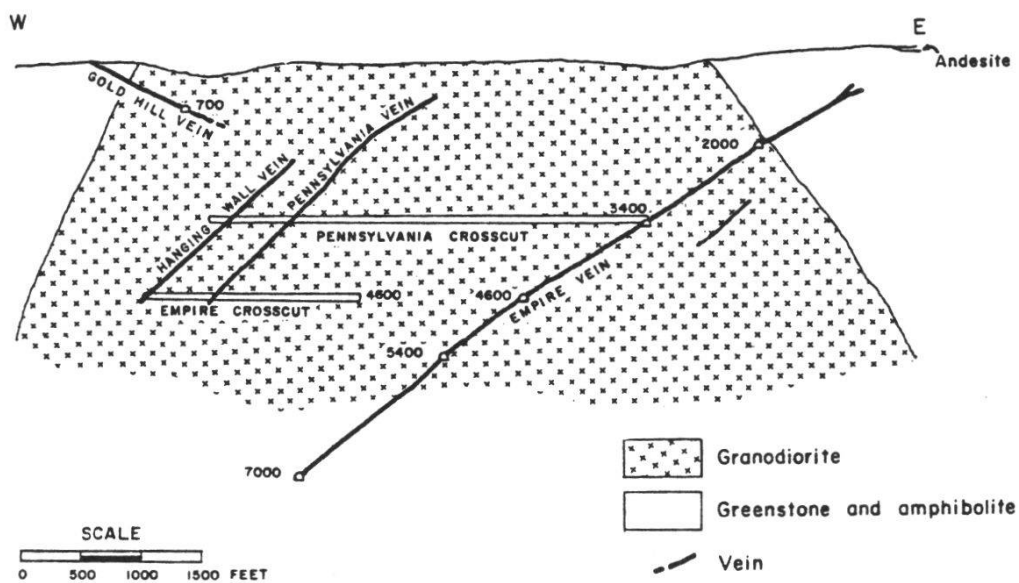 W
E
Andesite
GOLD HILL VEIN
700
PENNSYLVANIA VEIN
2000
HANGING WALL VEIN
3400
PENNSYLVANIA CROSSCUT
4600
EMPIRE CROSSCUT
4600
EMPIRE VEIN
5400
7000
Granodiorite
Greenstone and amphibolite
Vein
SCALE
0 500 1000 1500 FEET